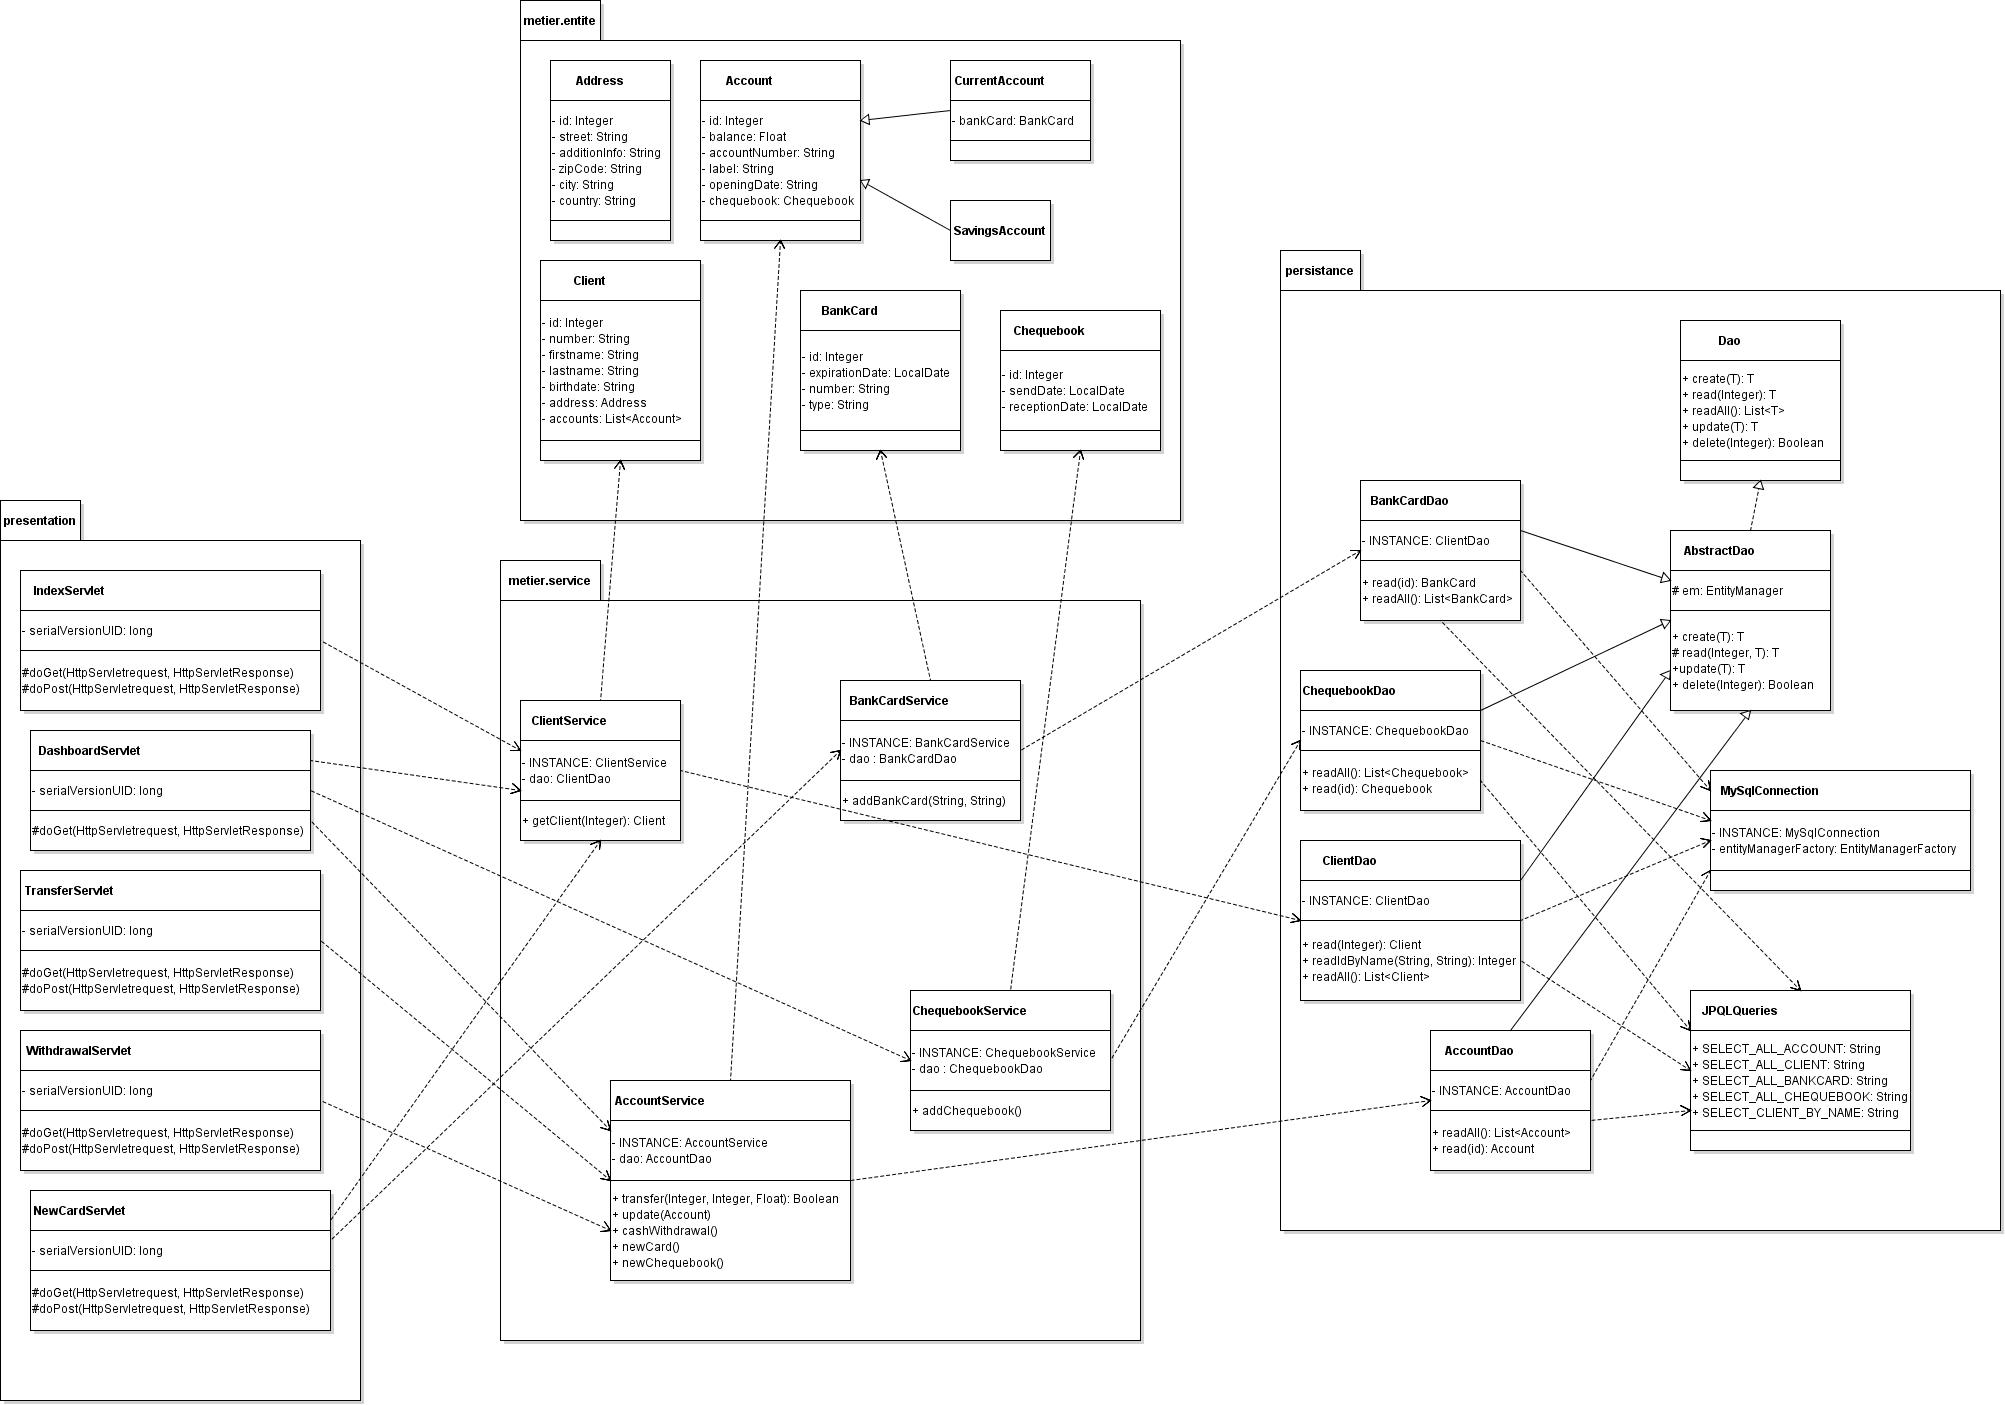 metier.entite
Address
- id: Integer
- street: String
- additionInfo: String
- zipCode: String
- city: String
- country: String
Account
- id: Integer
- balance: Float
- accountNumber: String
- label: String
- openingDate: String
- chequebook: Chequebook
CurrentAccount
- bankCard: BankCard
SavingsAccount
Client
- id: Integer
- number: String
- firstname: String
- lastname: String
- birthdate: String
- address: Address
- accounts: List<Account>
BankCard
- id: Integer
- expirationDate: LocalDate
- number: String
- type: String
Chequebook
- id: Integer
- sendDate: LocalDate
- receptionDate: LocalDate
presentation
IndexServlet
- serialVersionUID: long
#doGet(HttpServletrequest, HttpServletResponse)
#doPost(HttpServletrequest, HttpServletResponse)
DashboardServlet
- serialVersionUID: long
#doGet(HttpServletrequest, HttpServletResponse)
TransferServlet
- serialVersionUID: long
#doGet(HttpServletrequest, HttpServletResponse)
#doPost(HttpServletrequest, HttpServletResponse)
WithdrawalServlet
- serialVersionUID: long
#doGet(HttpServletrequest, HttpServletResponse)
#doPost(HttpServletrequest, HttpServletResponse)
NewCardServlet
- serialVersionUID: long
#doGet(HttpServletrequest, HttpServletResponse)
#doPost(HttpServletrequest, HttpServletResponse)
metier.service
ClientService
- INSTANCE: ClientService
- dao: ClientDao
+ getClient(Integer): Client
BankCardService
- INSTANCE: BankCardService
- dao : BankCardDao
+ addBankCard(String, String)
ChequebookService
- INSTANCE: ChequebookService
- dao : ChequebookDao
+ addChequebook()
AccountService
- INSTANCE: AccountService
- dao: AccountDao
+ transfer(Integer, Integer, Float): Boolean
+ update(Account)
+ cashWithdrawal()
+ newCard()
+ newChequebook()
persistance
Dao
+ create(T): T
+ read(Integer): T
+ readAll(): List<T>
+ update(T): T
+ delete(Integer): Boolean
BankCardDao
- INSTANCE: ClientDao
+ read(id): BankCard
+ readAll(): List<BankCard>
AbstractDao
# em: EntityManager
+ create(T): T
# read(Integer, T): T
+update(T): T
+ delete(Integer): Boolean
ChequebookDao
- INSTANCE: ChequebookDao
+ readAll(): List<Chequebook>
+ read(id): Chequebook
MySqlConnection
- INSTANCE: MySqlConnection
- entityManagerFactory: EntityManagerFactory
ClientDao
- INSTANCE: ClientDao
+ read(Integer): Client
+ readIdByName(String, String): Integer
+ readAll(): List<Client>
AccountDao
- INSTANCE: AccountDao
+ readAll(): List<Account>
+ read(id): Account
JPQLQueries
+ SELECT_ALL_ACCOUNT: String
+ SELECT_ALL_CLIENT: String
+ SELECT_ALL_BANKCARD: String
+ SELECT_ALL_CHEQUEBOOK: String
+ SELECT_CLIENT_BY_NAME: String